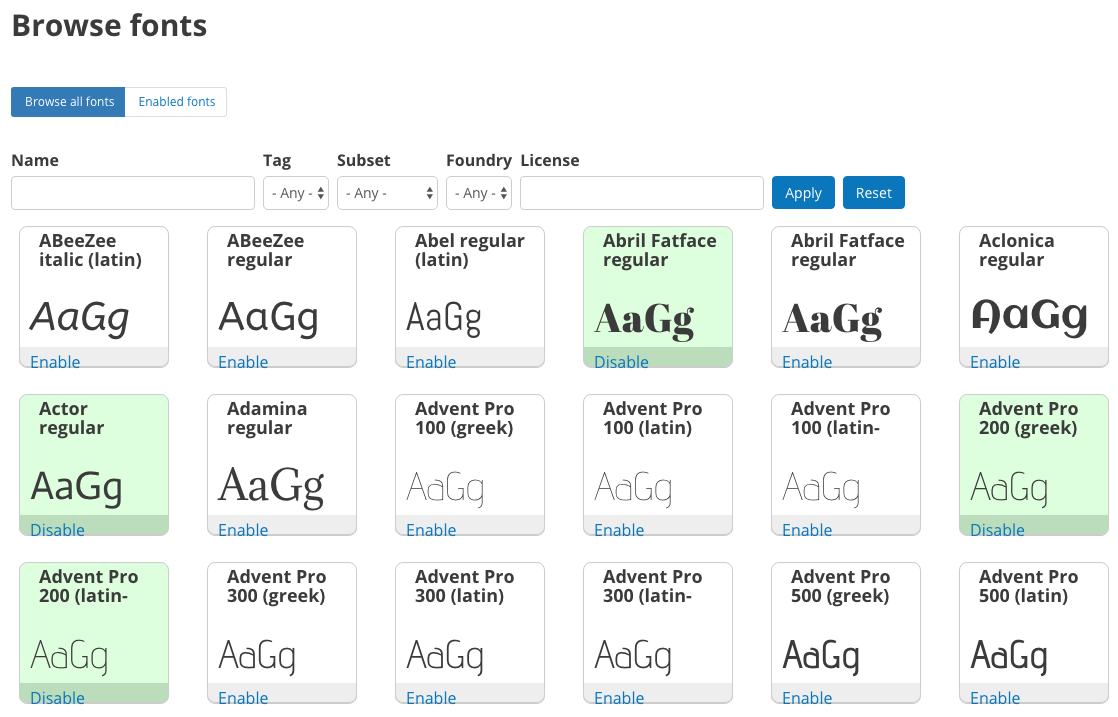 Browse fonts
Browse all fonts Enabled fonts
Name Tag Subset Foundry License
- Any - - Any - - Any - Apply Reset
ABeeZee ABeeZee Abel regular Abril Fatface Abril Fatface Aclonica
italic (latin) regular (latin) regular regular regular
AaGg AaGg AaGg AaGg AaGg AaGg
Enable Enable Enable Disable Enable Enable
Actor Adamina Advent Pro Advent Pro Advent Pro Advent Pro
regular regular 100 (greek) 100 (latin) 100 (latin- 200 (greek)
AaGg AaGg AaGg AaGg AaGg AaGg
Disable Enable Enable Enable Enable Disable
Advent Pro Advent Pro Advent Pro Advent Pro Advent Pro Advent Pro
200 (latin- 300 (greek) 300 (latin) 300 (latin- 500 (greek) 500 (latin)
AaGg AaGg AaGg AaGg AaGg AaGg
Disable Enable Enable Enable Enable Enable